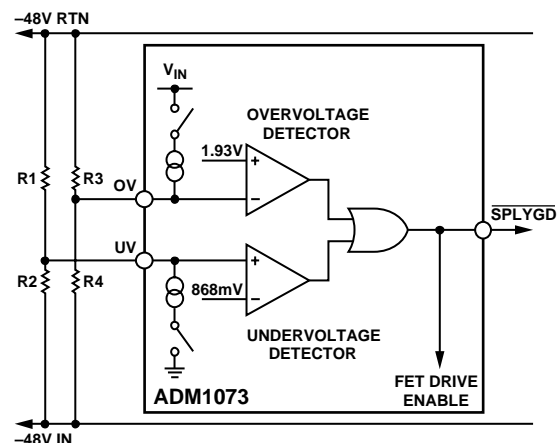 –48V RTN
VIN
OVERVOLTAGE
DETECTOR
1.93V
R1
R3
OV
SPLYGD
UV
R2
R4
868mV
UNDERVOLTAGE
DETECTOR
FET DRIVE
ENABLE
ADM1073
–48V IN